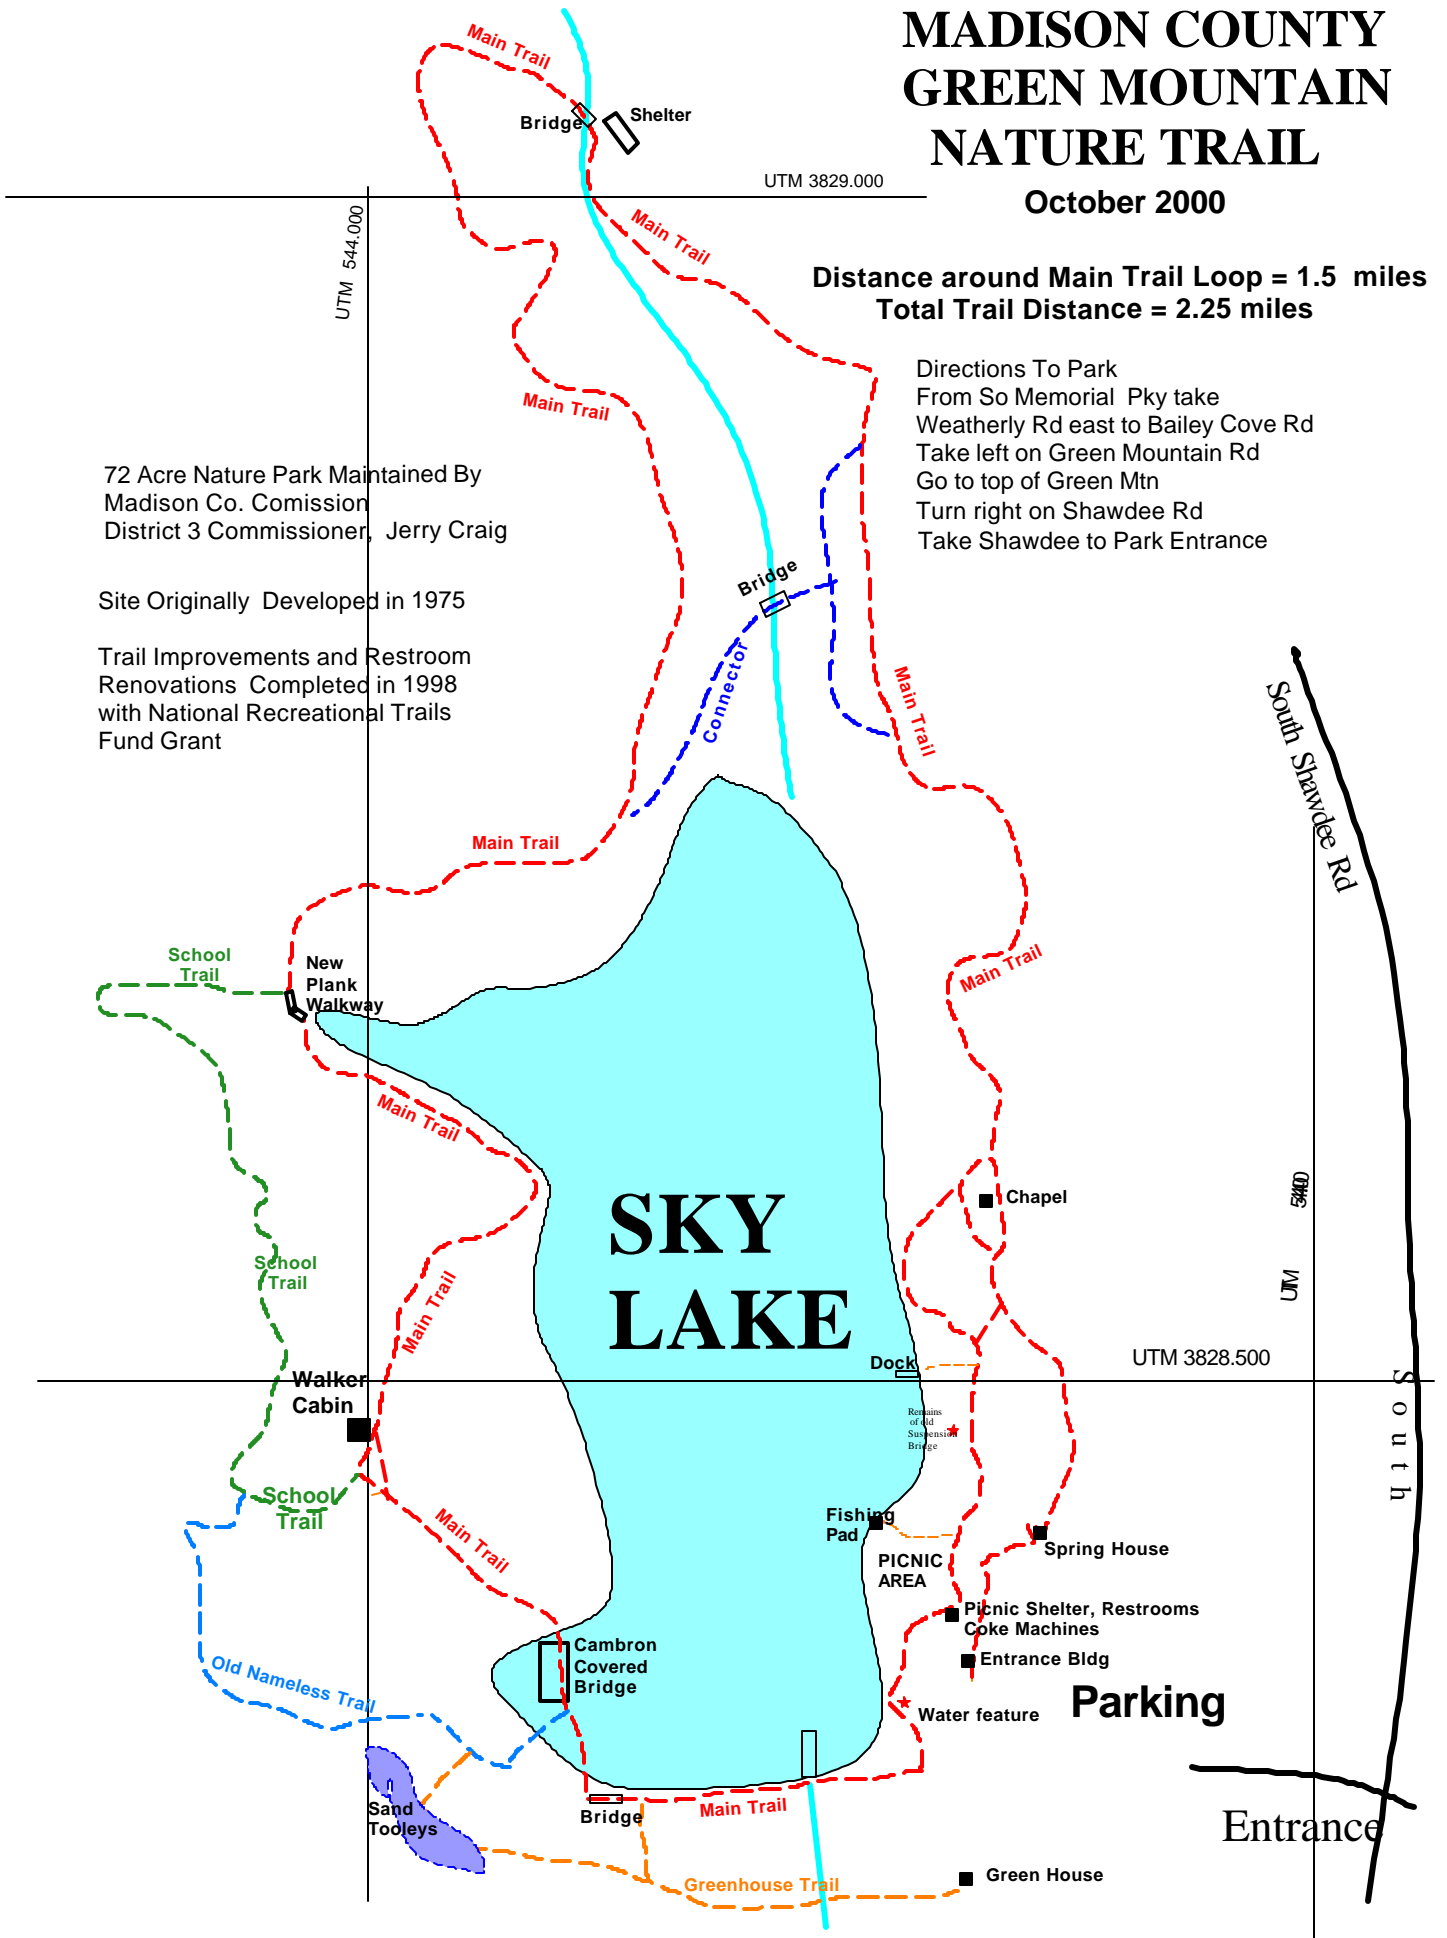 MADISON COUNTY
GREEN MOUNTAIN
NATURE TRAIL
October 2000
Distance around Main Trail Loop = 1.5 miles
Total Trail Distance = 2.25 miles
Directions To Park
From So Memorial Pky take
Weatherly Rd east to Bailey Cove Rd
Take left on Green Mountain Rd
Go to top of Green Mtn
Turn right on Shawdee Rd
Take Shawdee to Park Entrance
Main Trail
Bridge
Shelter
UTM 3829.000
UTM 544.000
Main Trail
Main Trail
72 Acre Nature Park Maintained By
Madison Co. Comission
District 3 Commissioner, Jerry Craig
Site Originally Developed in 1975
Trail Improvements and Restroom
Renovations Completed in 1998
with National Recreational Trails
Fund Grant
Bridge
Connector
Main Trail
South Shawdee Rd
Main Trail
School
Trail
New
Plank
Walkway
Main Trail
Main Trail
SKY
LAKE
Chapel
UTM
School
Trail
Main Trail
Dock
UTM 3828.500
Walker
Cabin
Remains
of old
Suspension
Bridge
South
School
Trail
Main Trail
Fishing
Pad
PICNIC
AREA
Spring House
Picnic Shelter, Restrooms
Coke Machines
Entrance Bldg
Cambron
Covered
Bridge
Old Nameless Trail
Parking
Water feature
Sand
Tooleys
Bridge
Main Trail
Entrance
Greenhouse Trail
Green House